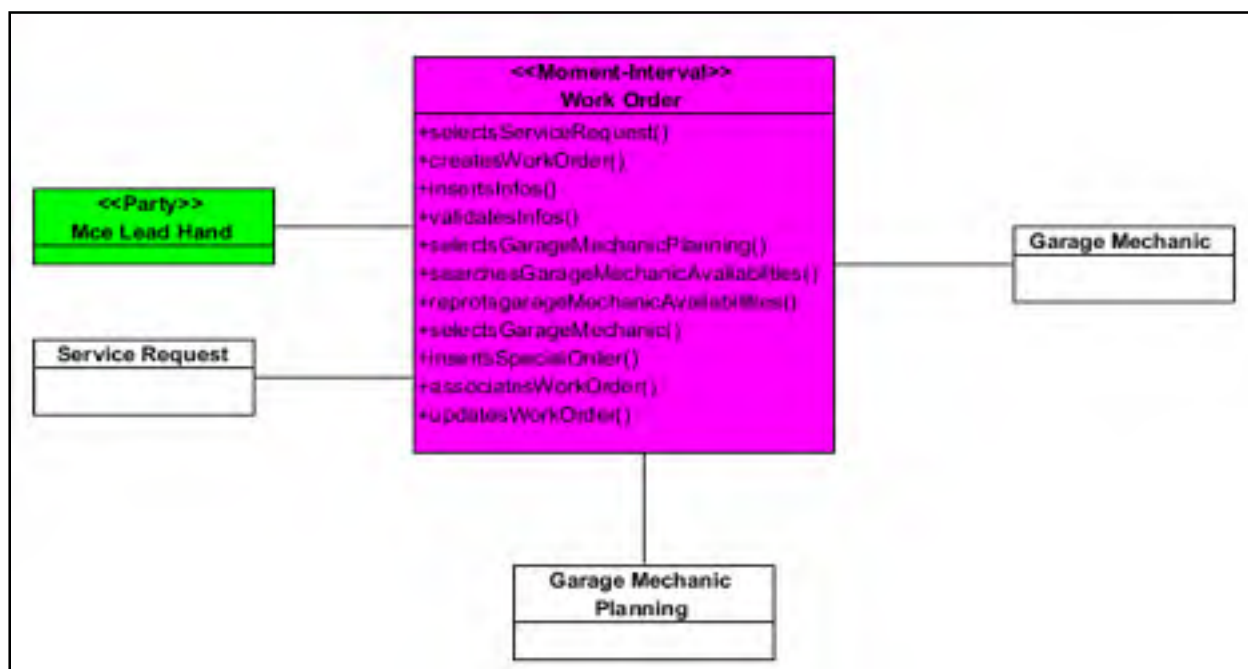 <<Moment-Interval>>
Work Order
+selectsServiceRequest()
+createsWorkOrder()
+insertsInfos()
+validatesInfos()
+selectsGarageMechanicPlanning()
+searchesGarageMechanicAvailabilities()
+reprotsgarageMechanicAvailabilities()
+selectsGarageMechanic()
+insertsSpecialOrder()
+associatesWorkOrder()
+updatesWorkOrder()
<<Party>>
Mce Lead Hand
Service Request
Garage Mechanic
Garage Mechanic
Planning